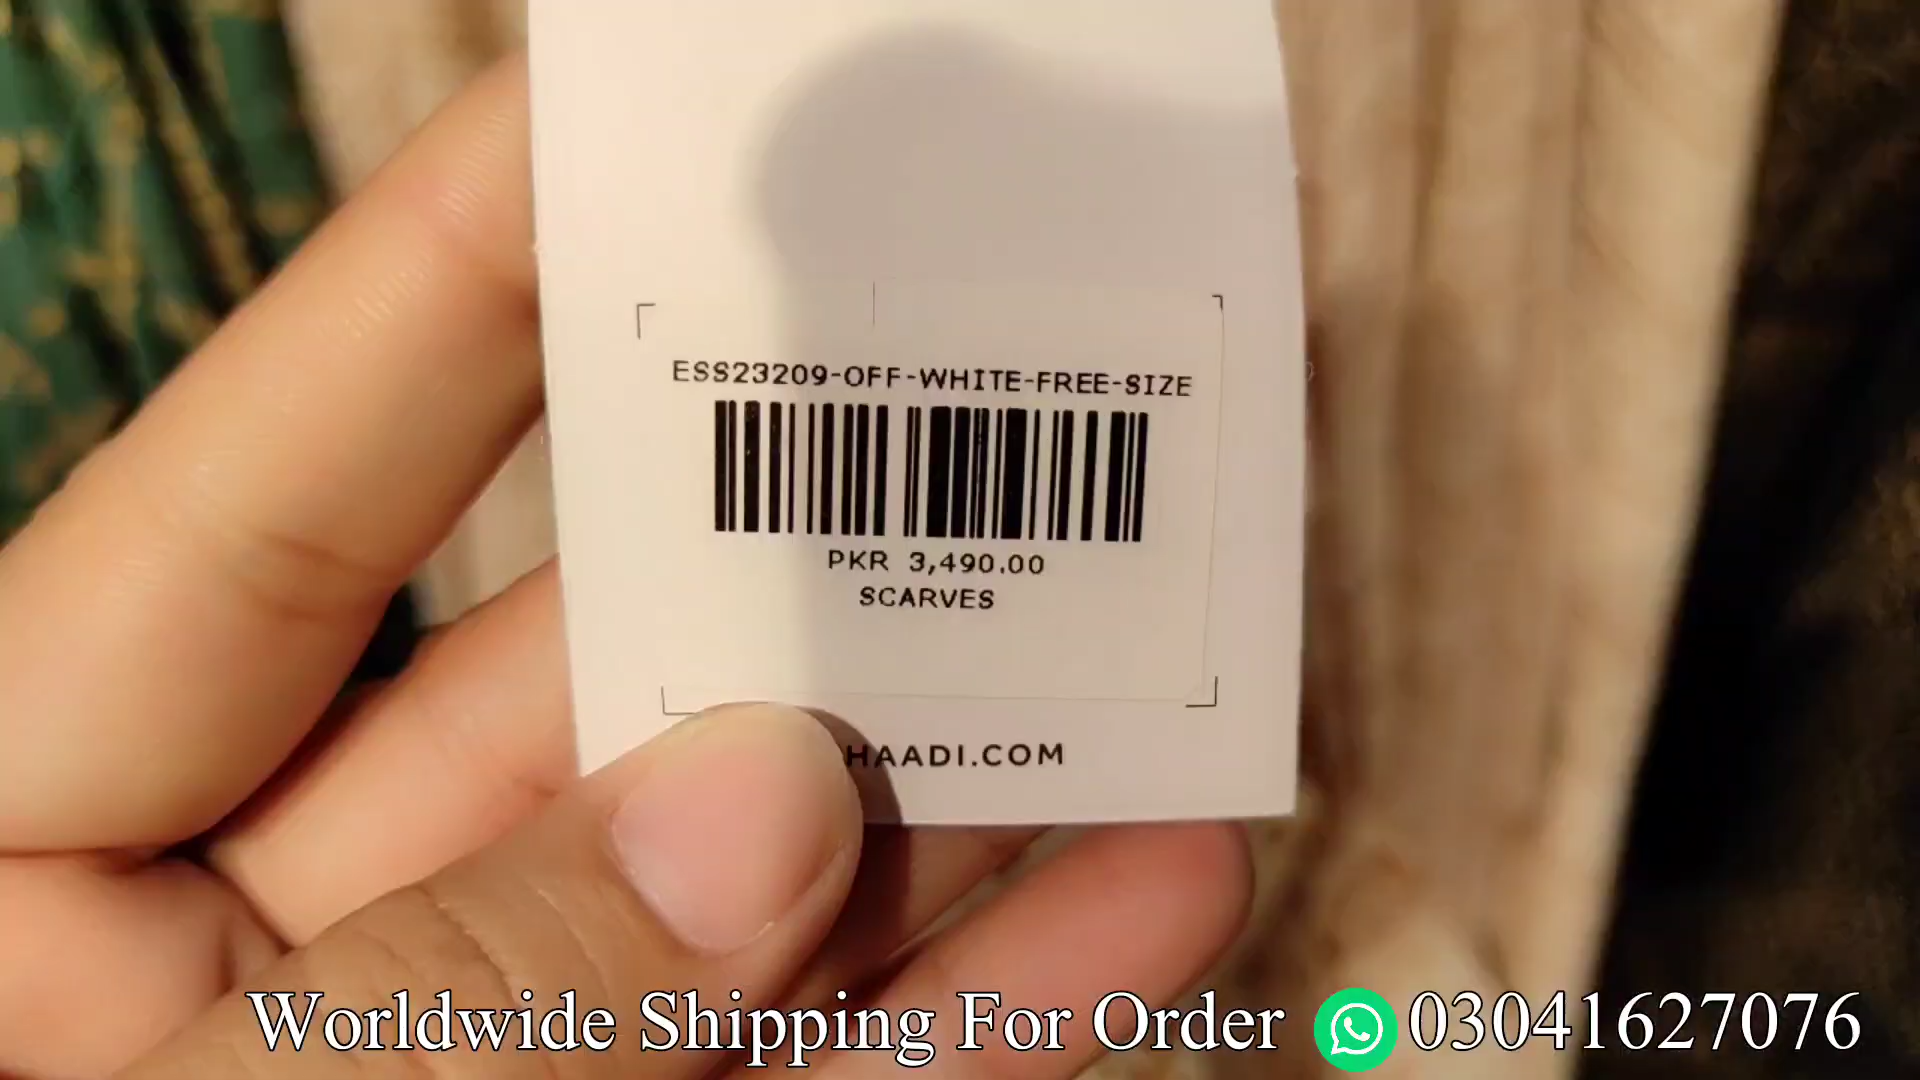 ESS23209-OFF-WHITE-FREE-SIZE
PKR 3,490.00
SCARVES
HAADI.COM
Worldwide Shipping For Order 03041627076